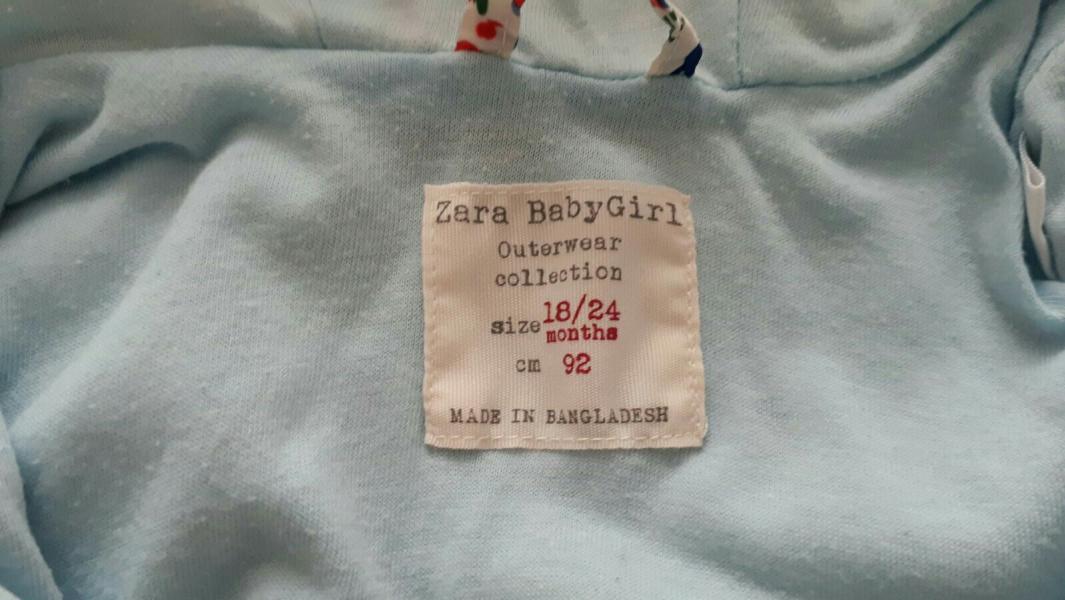 Zara BabyGirl
Outerwear
collection
size 18/24
months
cm 92
MADE IN BANGLADESH